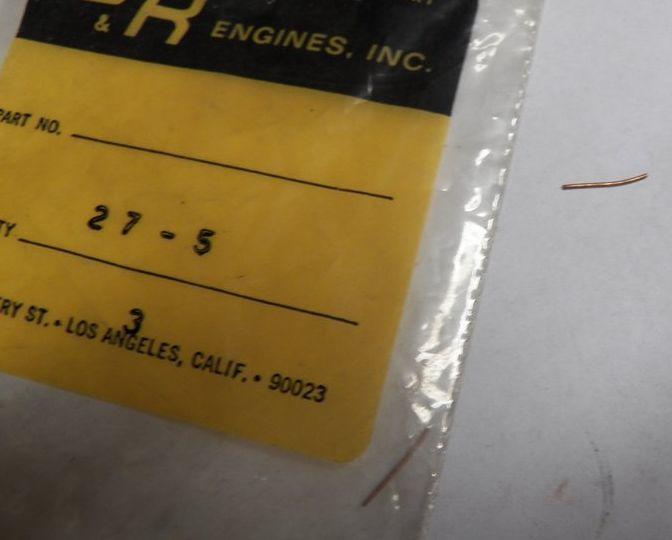 & R ENGINES, INC.
PART NO.
27-5
TY
3
RY ST. • LOS ANGELES, CALIF. • 90023